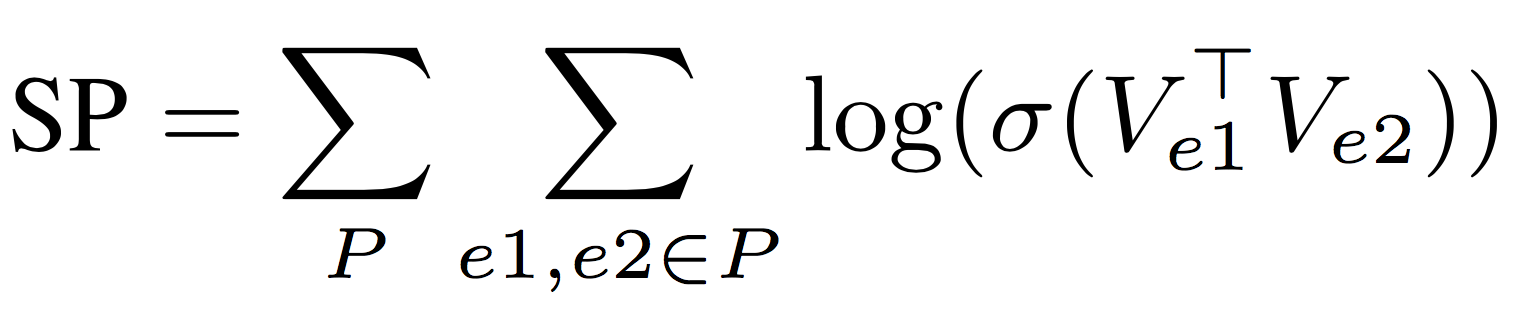 SP = ∑_P ∑_{e1,e2∈P} log(σ(V_{e1}^⊤ V_{e2}))